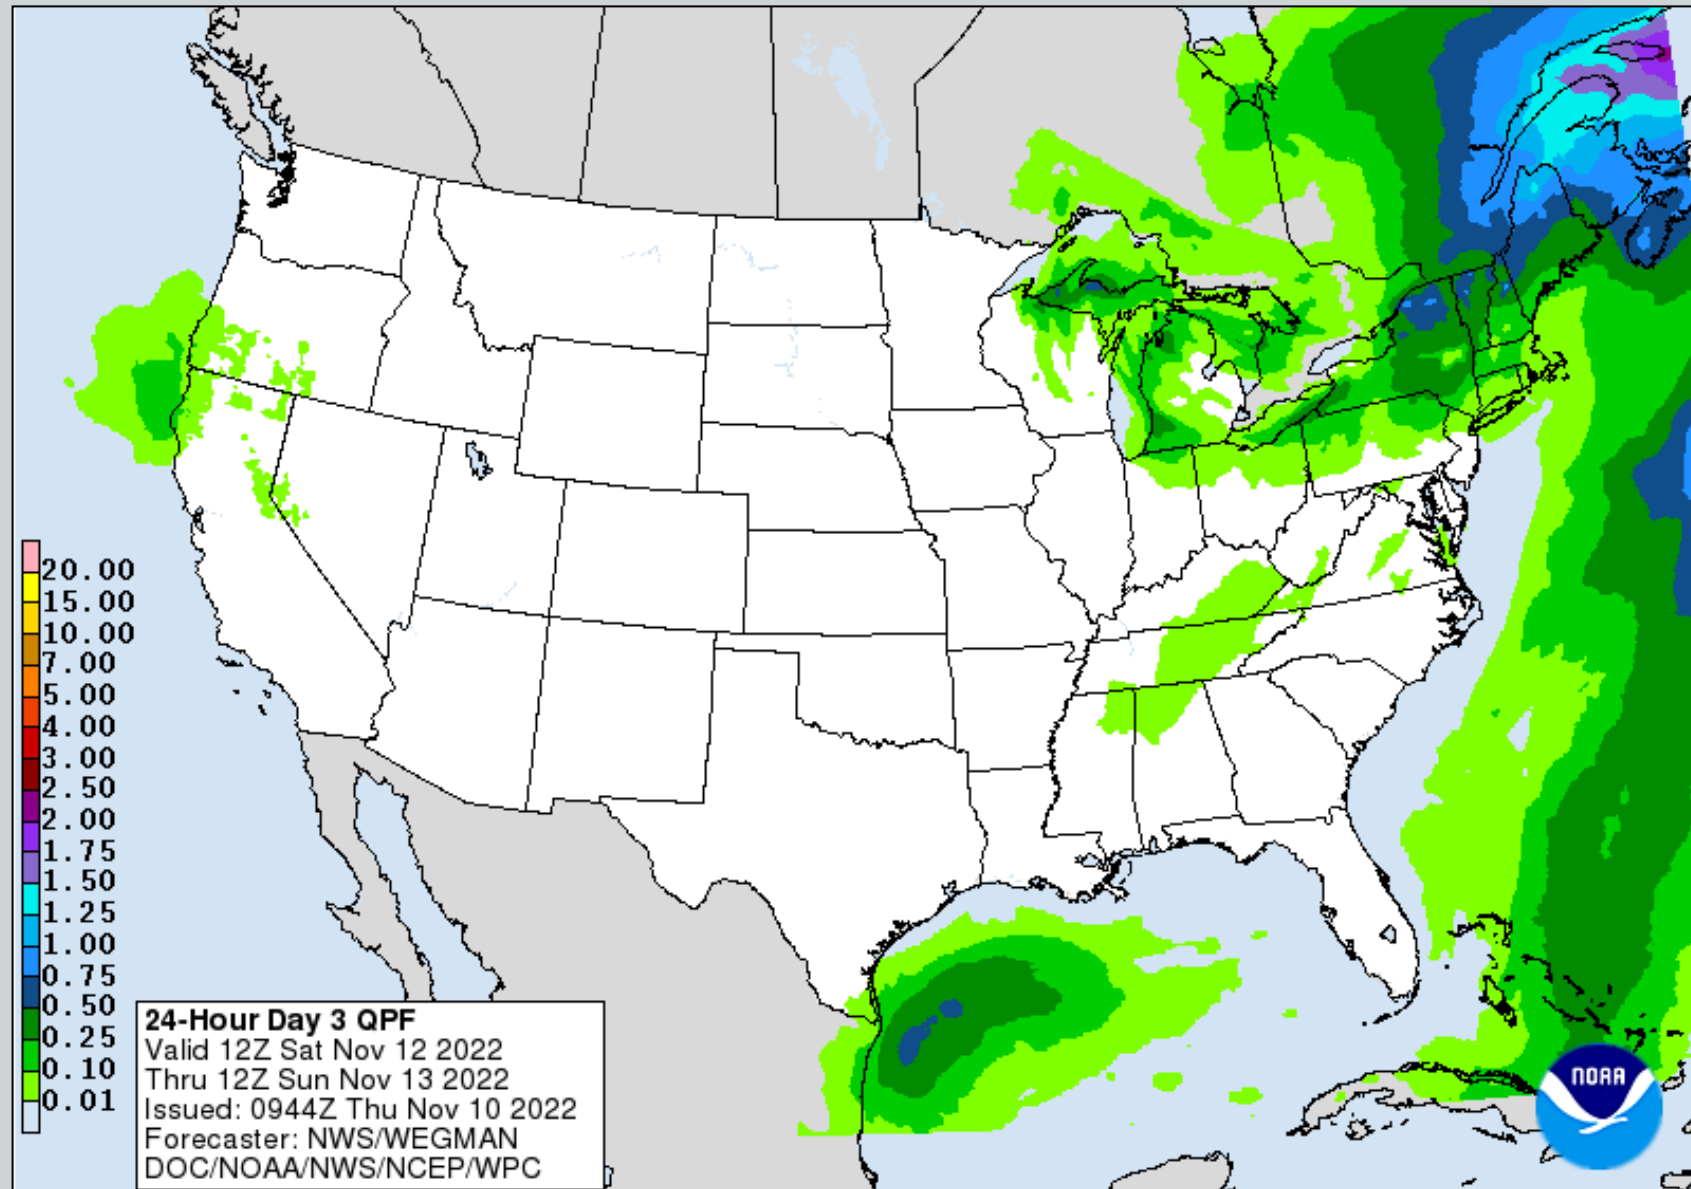 20.00
15.00
10.00
7.00
5.00
4.00
3.00
2.50
2.00
1.75
1.50
1.25
1.00
0.75
0.50
0.25
0.10
0.01
24-Hour Day 3 QPF
Valid 12Z Sat Nov 12 2022
Thru 12Z Sun Nov 13 2022
Issued: 0944Z Thu Nov 10 2022
Forecaster: NWS/WEGMAN
DOC/NOAA/NWS/NCEP/WPC
NOAA